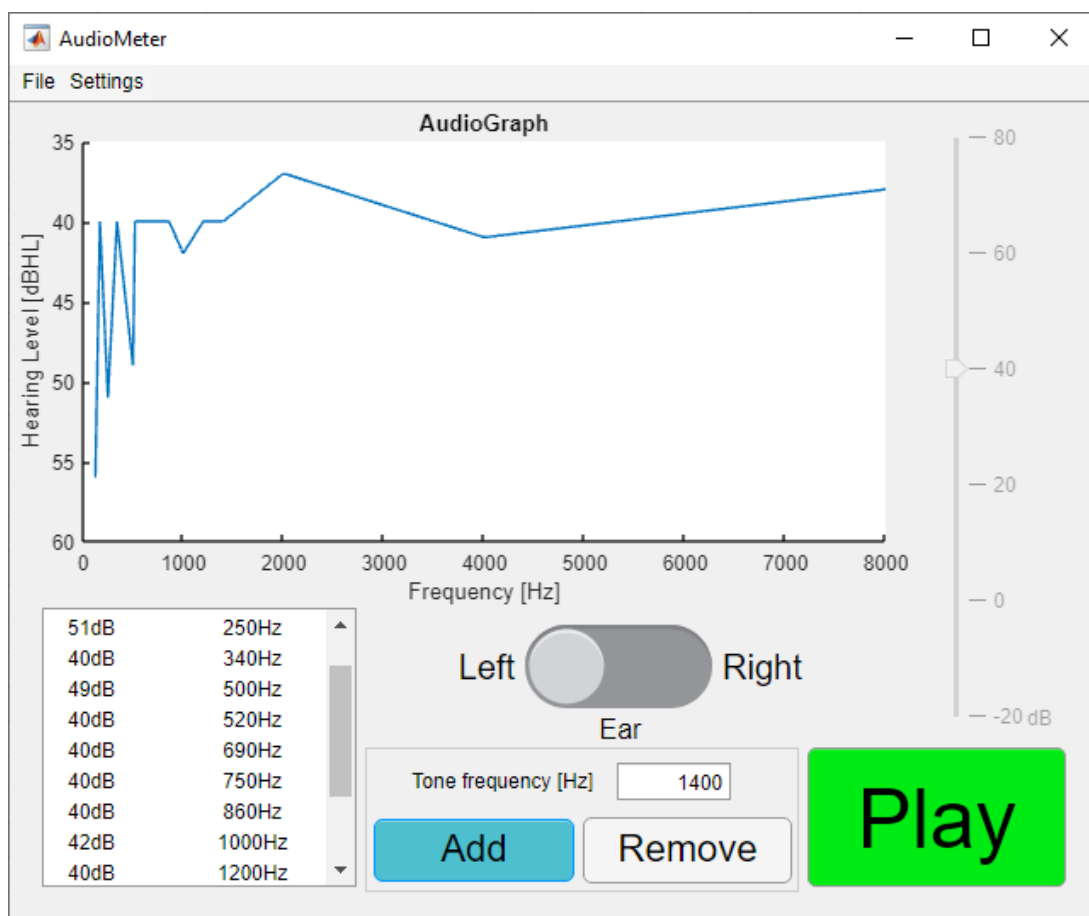 AudioMeter
File Settings
AudioGraph
35
40
45
50
55
60
Hearing Level [dBHL]
0 1000 2000 3000 4000 5000 6000 7000 8000
Frequency [Hz]
80
60
40
20
0
-20 dB
51dB 250Hz
40dB 340Hz
49dB 500Hz
40dB 520Hz
40dB 690Hz
40dB 750Hz
40dB 860Hz
42dB 1000Hz
40dB 1200Hz
Left Right
Ear
Tone frequency [Hz] 1400
Add Remove
Play